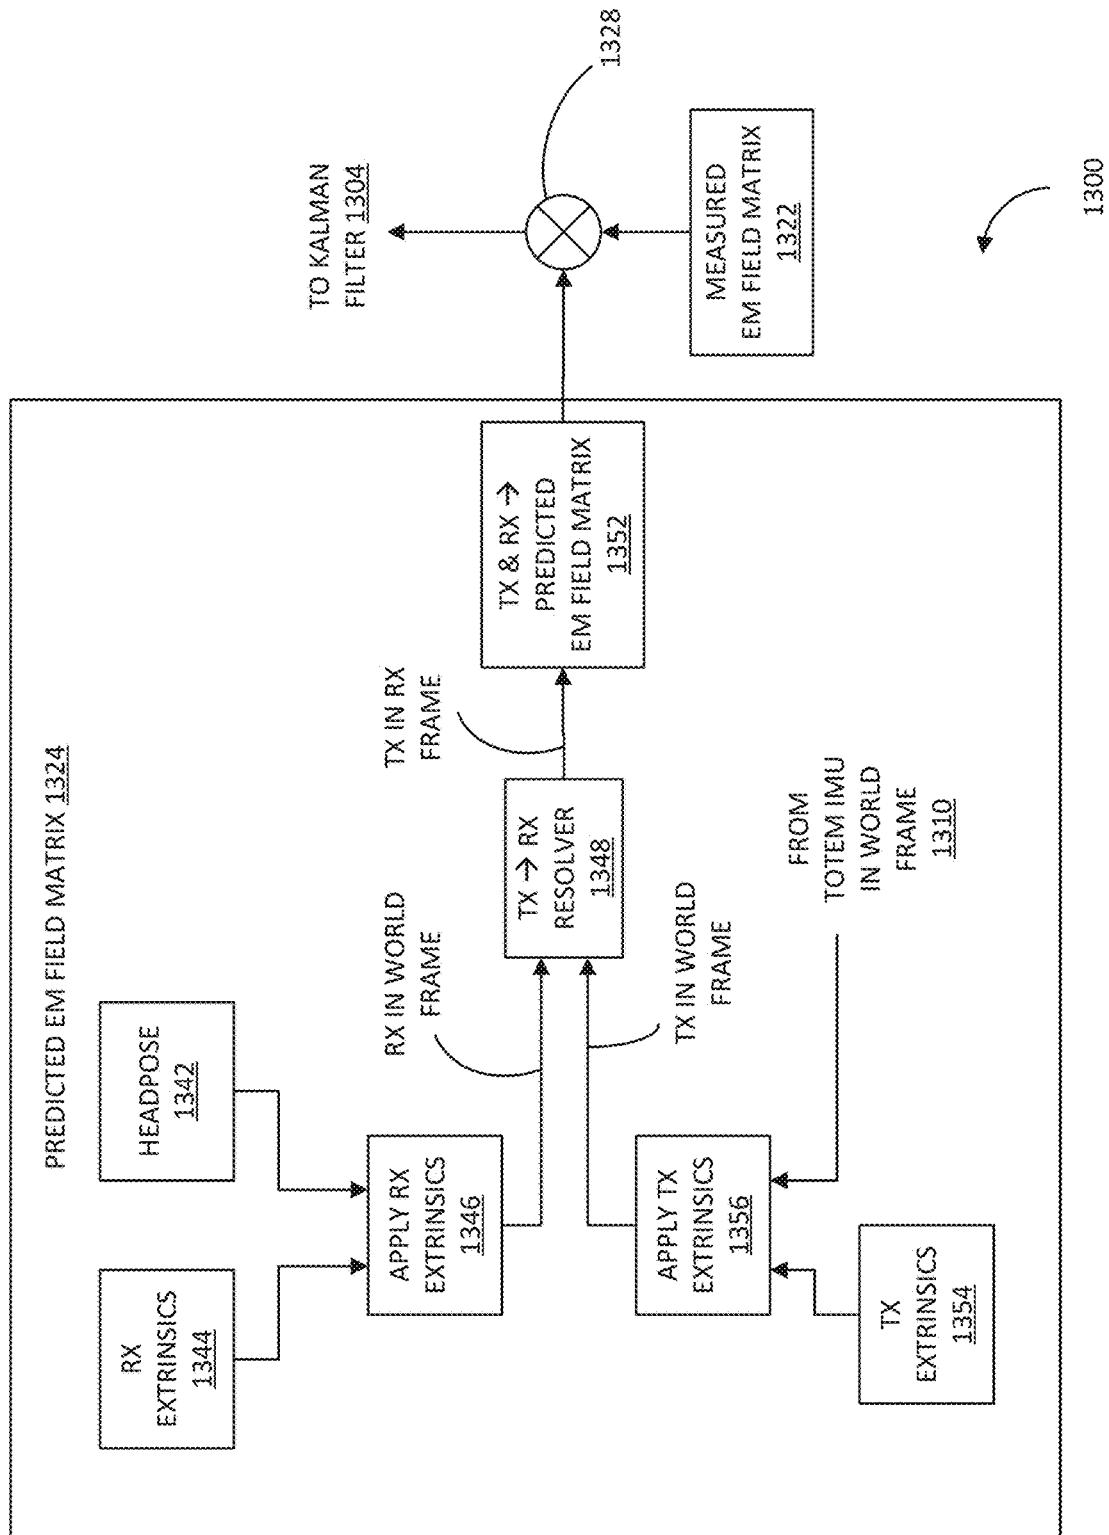 PREDICTED EM FIELD MATRIX 1324
RX
EXTRINSICS
1344
HEADPOSE
1342
APPLY RX
EXTRINSICS
1346
RX IN WORLD
FRAME
TX → RX
RESOLVER
1348
TX IN RX
FRAME
TX & RX →
PREDICTED
EM FIELD MATRIX
1352
APPLY TX
EXTRINSICS
1356
TX IN WORLD
FRAME
TX
EXTRINSICS
1354
FROM
TOTEM IMU
IN WORLD
FRAME
1310
TO KALMAN
FILTER 1304
1328
MEASURED
EM FIELD MATRIX
1322
1300